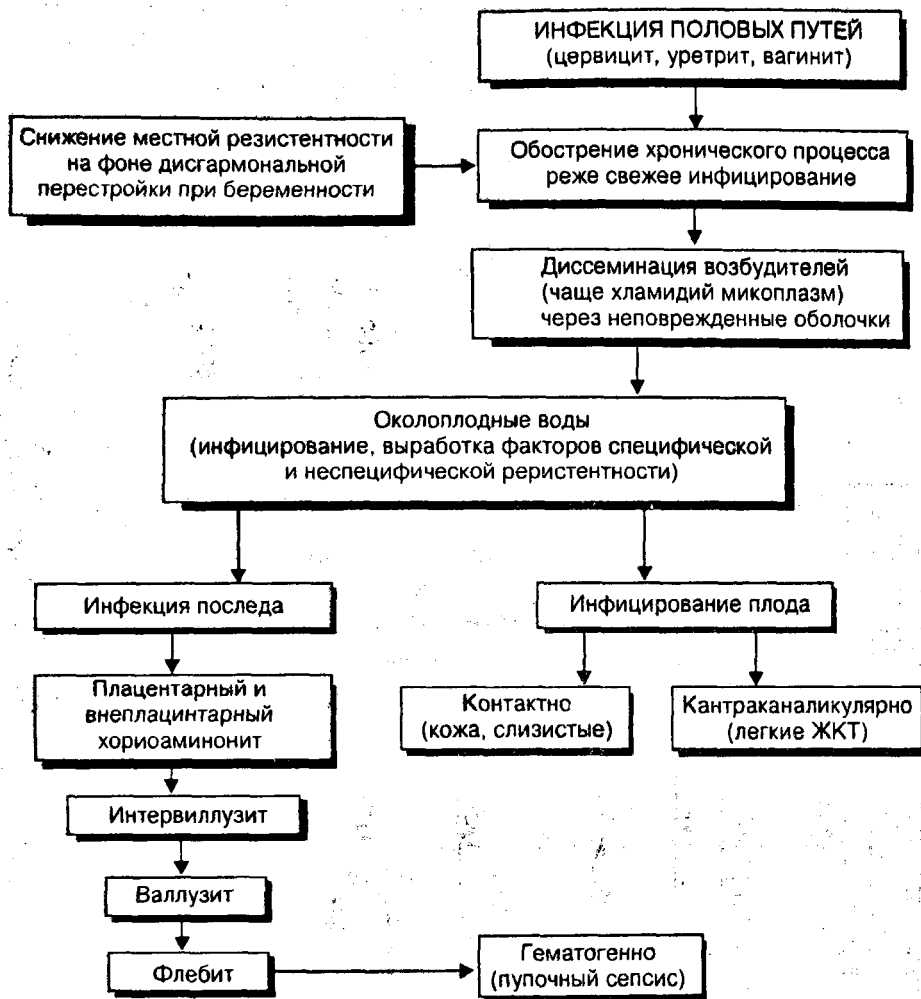 ИНФЕКЦИЯ ПОЛОВЫХ ПУТЕЙ
(цервицит, уретрит, вагинит)
Снижение местной резистентности
на фоне дисгармональной
перестройки при беременности
Обострение хронического процесса
реже свежее инфицирование
Диссеминация возбудителей
(чаще хламидий микоплазм)
через неповрежденные оболочки
Околоплодные воды
(инфицирование, выработка факторов специфической
и неспецифической реристентности)
Инфекция последа
Инфицирование плода
Плацентарный и
внеплацинтарный
хориоаминонит
Контактно
(кожа, слизистые)
Кантраканаликулярно
(легкие ЖКТ)
Интервиллузит
Валлузит
Флебит
Гематогенно
(пупочный сепсис)